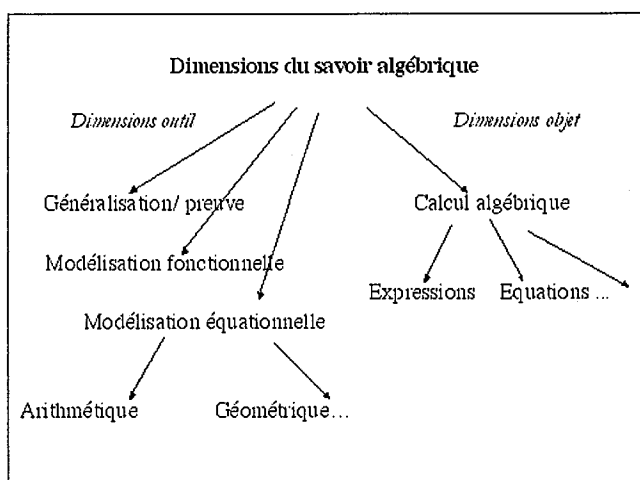 Dimensions du savoir algébrique
Dimensions outil
Dimensions objet
Généralisation/ preuve
Calcul algébrique
Modélisation fonctionnelle
Expressions
Equations ...
Modélisation équationnelle
Arithmétique
Géométrique...